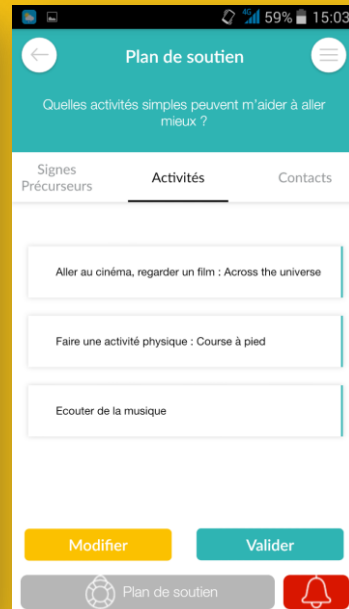 4G 59% 15:03
Plan de soutien
Quelles activités simples peuvent m'aider à aller
mieux ?
Signes
Précurseurs
Activités
Contacts
Aller au cinéma, regarder un film : Across the universe
Faire une activité physique : Course à pied
Ecouter de la musique
Modifier
Valider
Plan de soutien